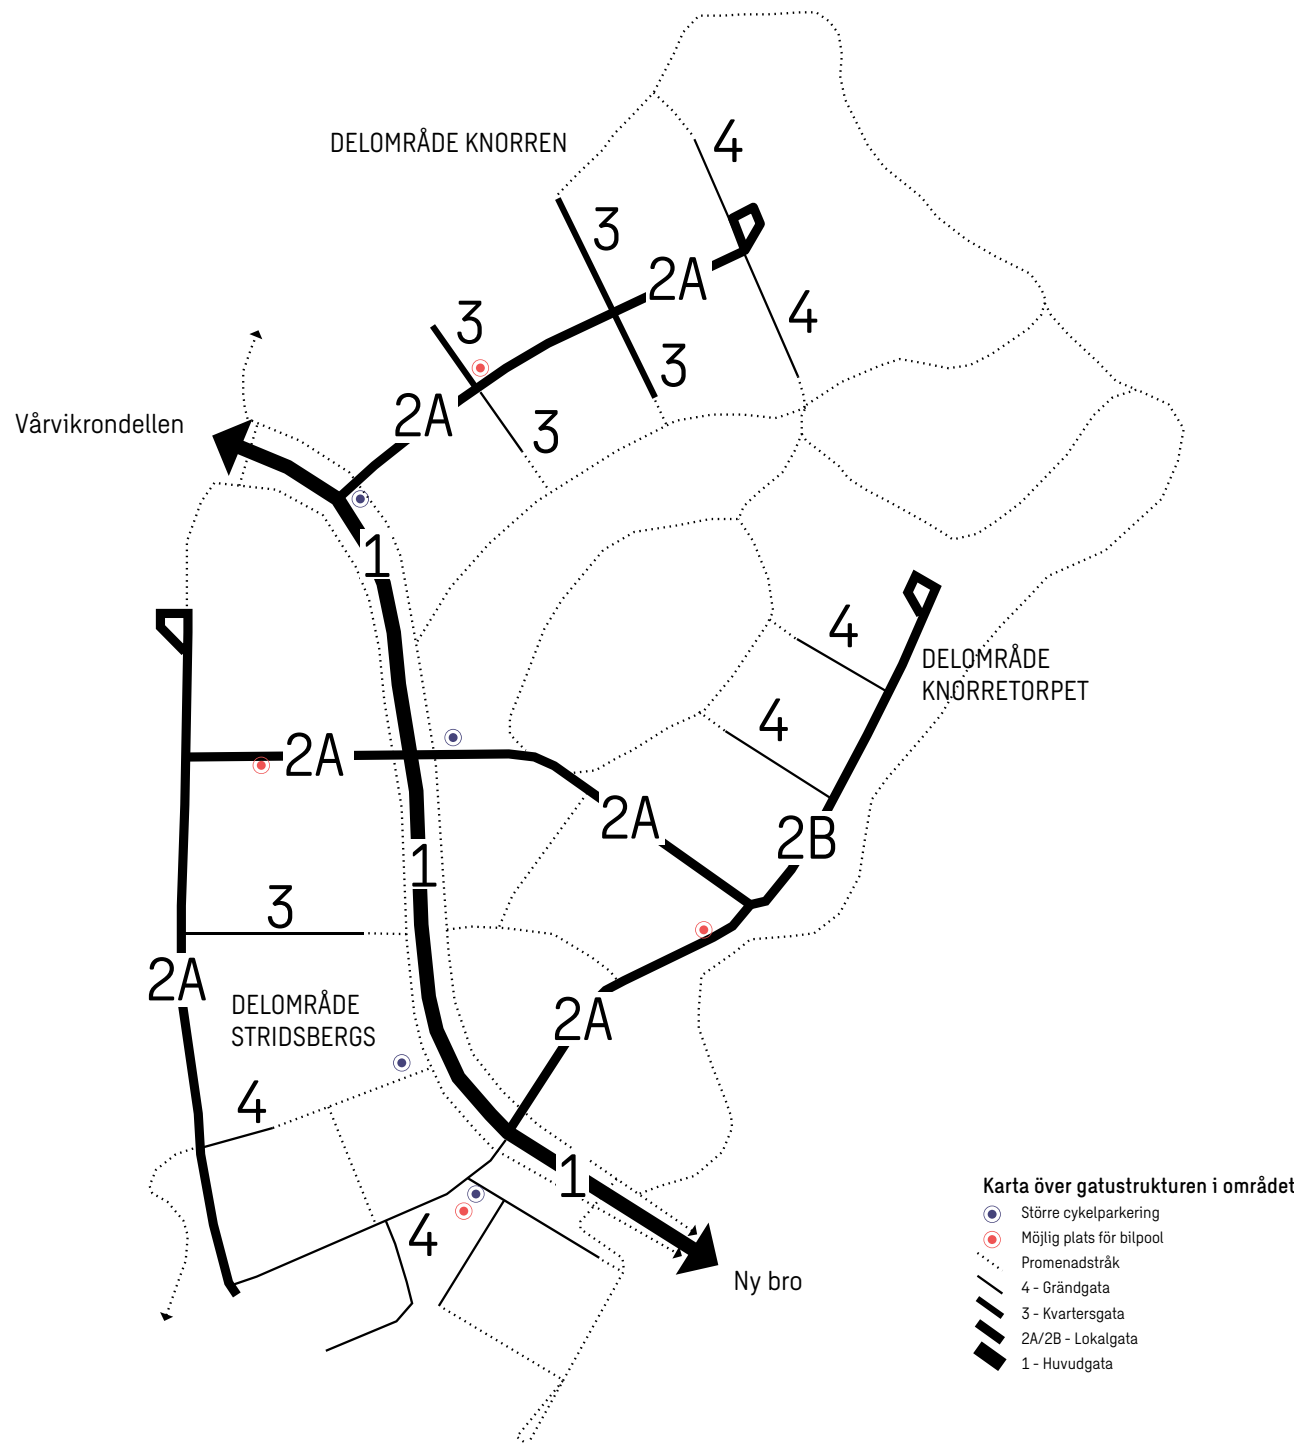 DELOMRÅDE KNORREN
4
3
2A
4
3
3
2A
3
Vårvikrondellen
1
4
DELOMRÅDE
KNORRETORPET
4
2A
2A
2B
1
3
2A
DELOMRÅDE
STRIDSBERGS
2A
4
1
4
Ny bro
Karta över gatustrukturen i området
Större cykelparkering
Möjlig plats för bilpool
Promenadstråk
4 - Grändgata
3 - Kvartersgata
2A/2B - Lokalgata
1 - Huvudgata